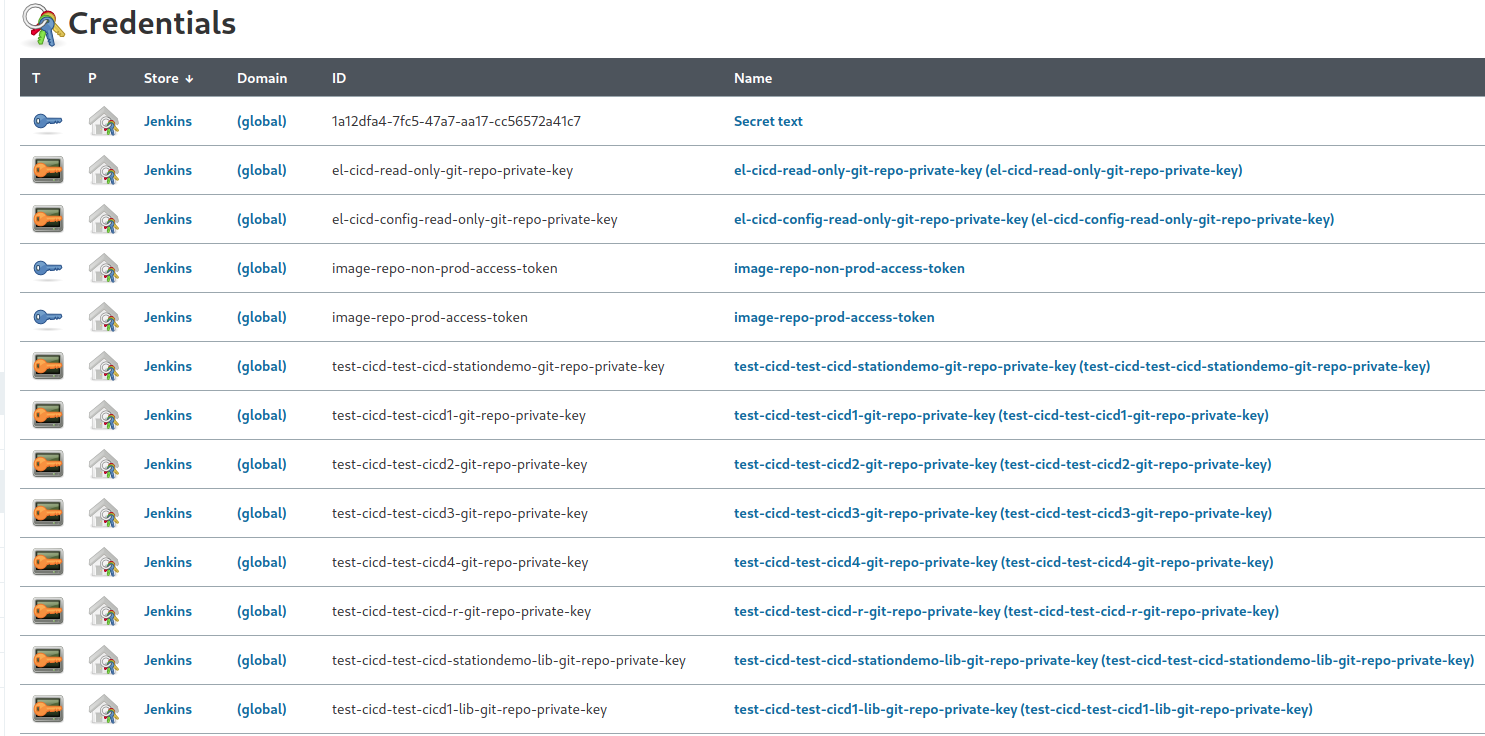 Credentials
T P Store ↓ Domain ID Name
Jenkins (global) 1a12dfa4-7fc5-47a7-aa17-cc56572a41c7 Secret text
Jenkins (global) el-cicd-read-only-git-repo-private-key el-cicd-read-only-git-repo-private-key (el-cicd-read-only-git-repo-private-key)
Jenkins (global) el-cicd-config-read-only-git-repo-private-key el-cicd-config-read-only-git-repo-private-key (el-cicd-config-read-only-git-repo-private-key)
Jenkins (global) image-repo-non-prod-access-token image-repo-non-prod-access-token
Jenkins (global) image-repo-prod-access-token image-repo-prod-access-token
Jenkins (global) test-cicd-test-cicd-stationdemo-git-repo-private-key test-cicd-test-cicd-stationdemo-git-repo-private-key (test-cicd-test-cicd-stationdemo-git-repo-private-key)
Jenkins (global) test-cicd-test-cicd1-git-repo-private-key test-cicd-test-cicd1-git-repo-private-key (test-cicd-test-cicd1-git-repo-private-key)
Jenkins (global) test-cicd-test-cicd2-git-repo-private-key test-cicd-test-cicd2-git-repo-private-key (test-cicd-test-cicd2-git-repo-private-key)
Jenkins (global) test-cicd-test-cicd3-git-repo-private-key test-cicd-test-cicd3-git-repo-private-key (test-cicd-test-cicd3-git-repo-private-key)
Jenkins (global) test-cicd-test-cicd4-git-repo-private-key test-cicd-test-cicd4-git-repo-private-key (test-cicd-test-cicd4-git-repo-private-key)
Jenkins (global) test-cicd-test-cicd-r-git-repo-private-key test-cicd-test-cicd-r-git-repo-private-key (test-cicd-test-cicd-r-git-repo-private-key)
Jenkins (global) test-cicd-test-cicd-stationdemo-lib-git-repo-private-key test-cicd-test-cicd-stationdemo-lib-git-repo-private-key (test-cicd-test-cicd-stationdemo-lib-git-repo-private-key)
Jenkins (global) test-cicd-test-cicd1-lib-git-repo-private-key test-cicd-test-cicd1-lib-git-repo-private-key (test-cicd-test-cicd1-lib-git-repo-private-key)